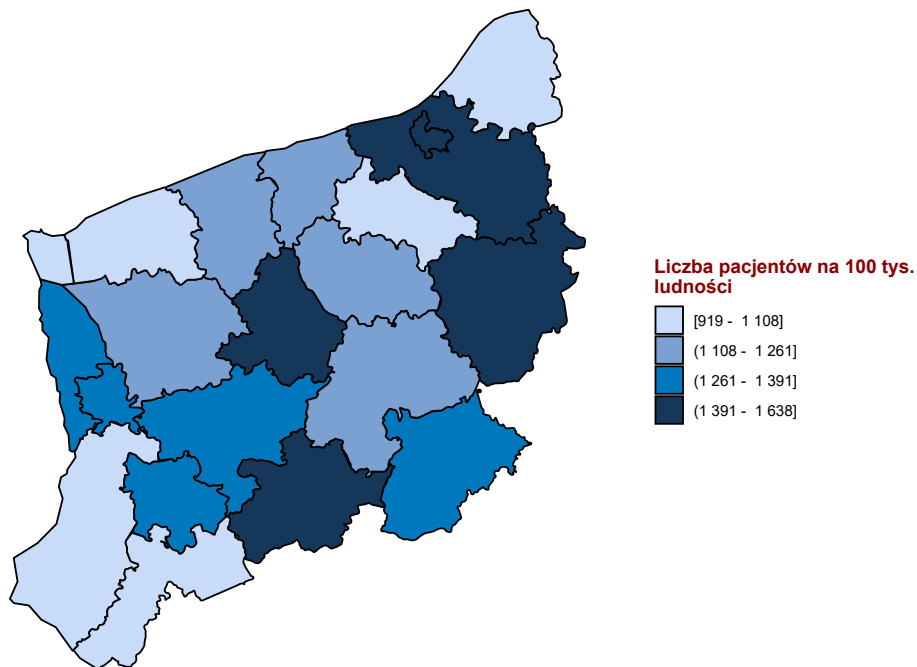 Liczba pacjentów na 100 tys.
ludności
[919 - 1 108]
(1 108 - 1 261]
(1 261 - 1 391]
(1 391 - 1 638]